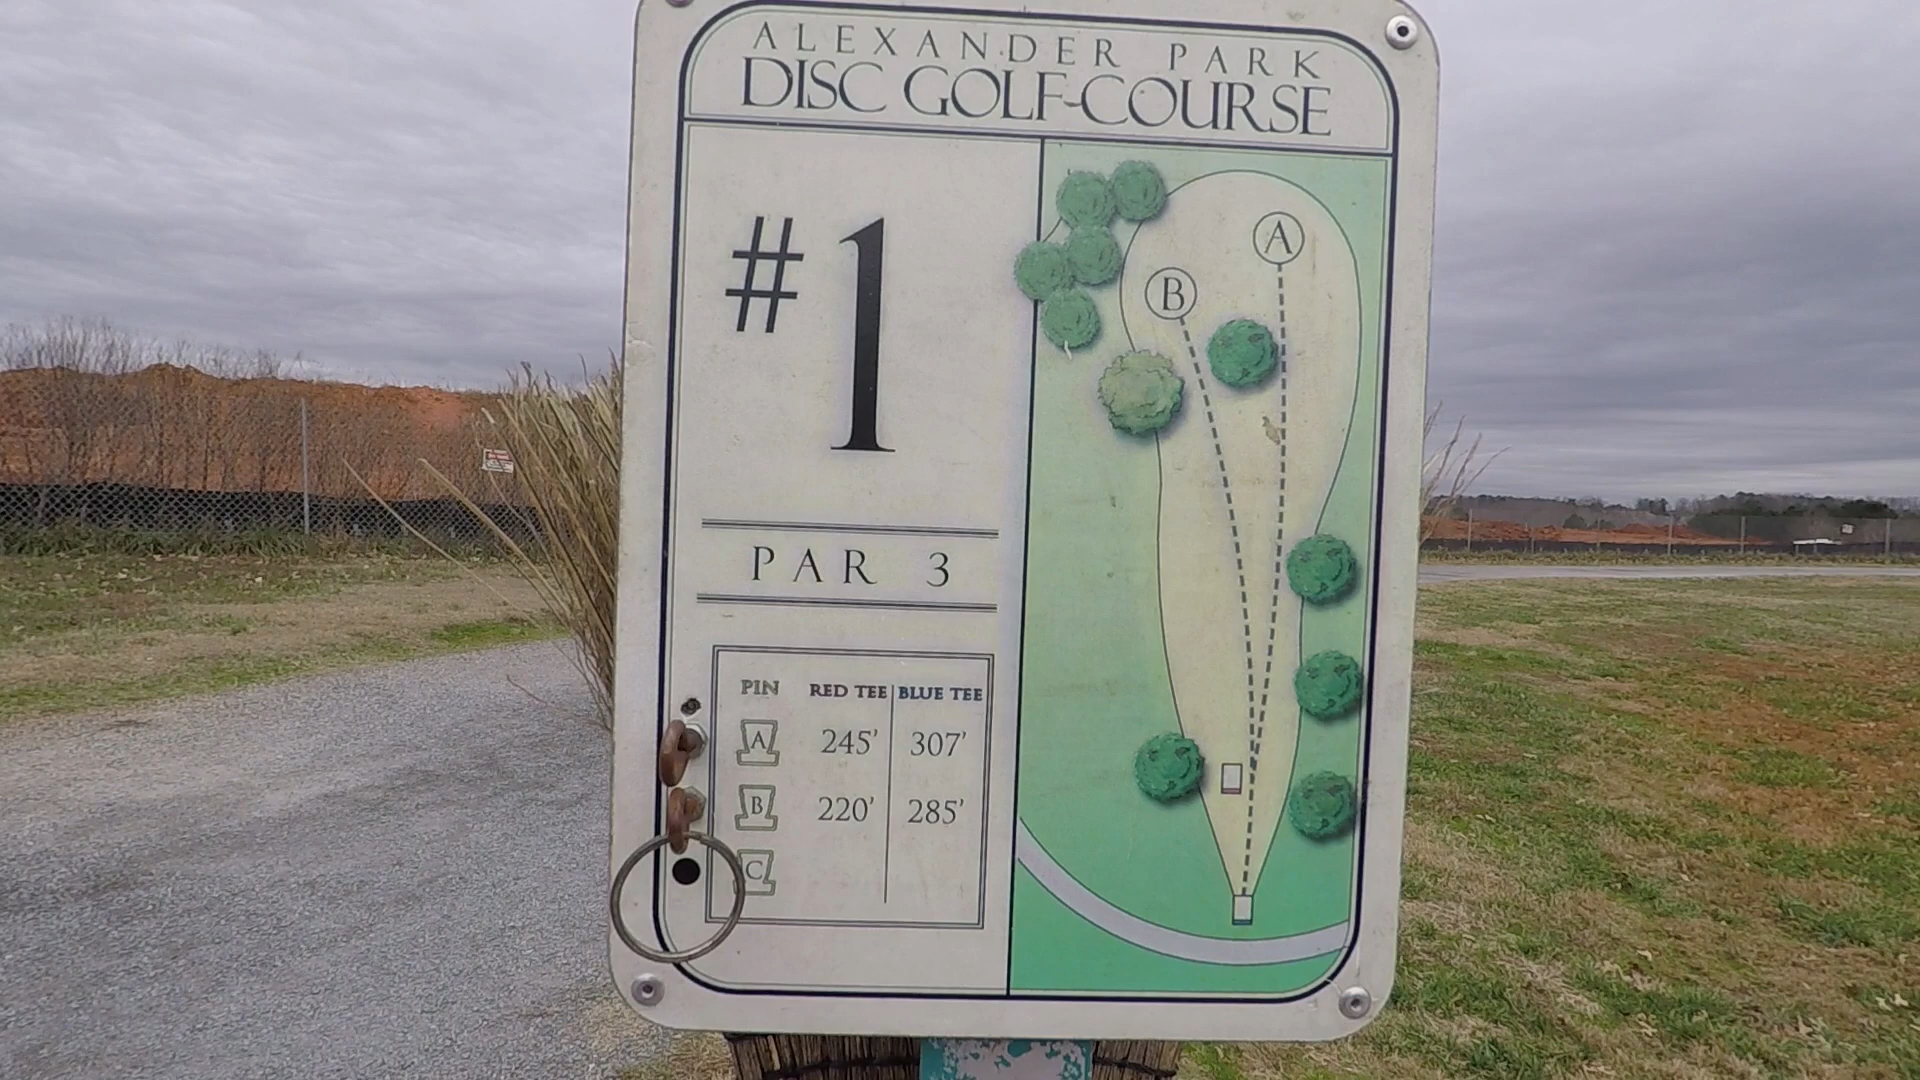 ALEXANDER PARK
DISC GOLF COURSE
#1
PAR 3
PIN RED TEE BLUE TEE
A 245' 307'
B 220' 285'
C
A
B